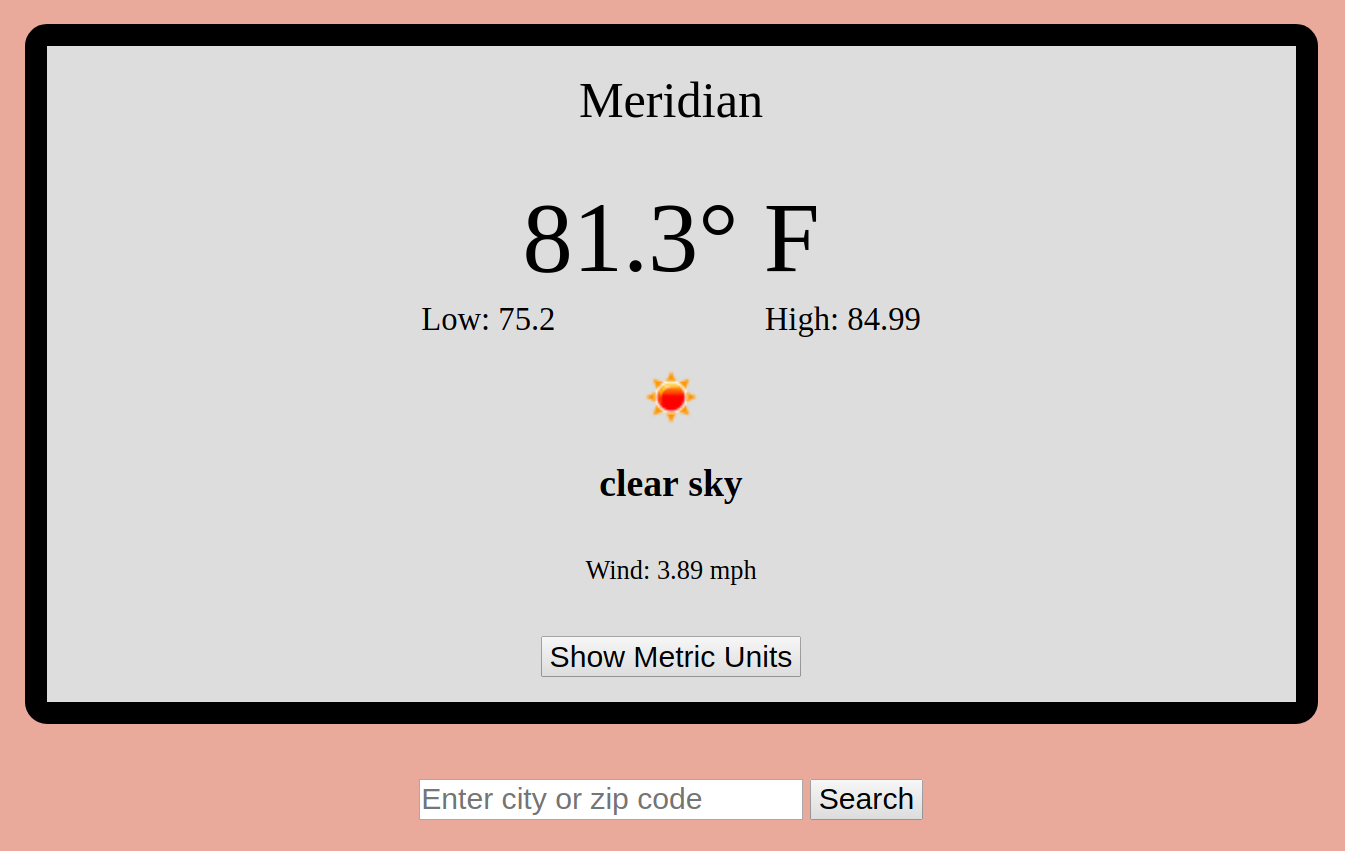 Meridian
81.3° F
Low: 75.2 High: 84.99
clear sky
Wind: 3.89 mph
Show Metric Units
Enter city or zip code Search